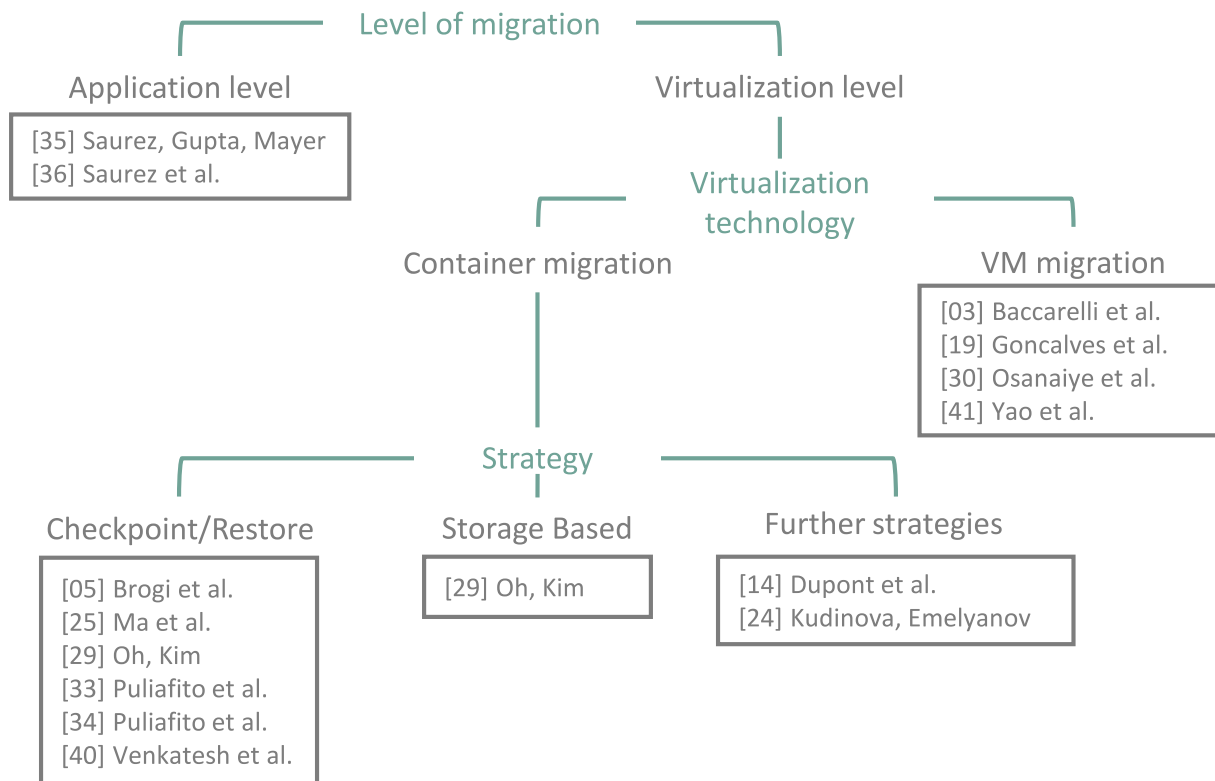 Level of migration
Application level
[35] Saurez, Gupta, Mayer
[36] Saurez et al.
Virtualization level
Virtualization
technology
Container migration
VM migration
[03] Baccarelli et al.
[19] Goncalves et al.
[30] Osanaiye et al.
[41] Yao et al.
Strategy
Checkpoint/Restore
[05] Brogi et al.
[25] Ma et al.
[29] Oh, Kim
[33] Puliafito et al.
[34] Puliafito et al.
[40] Venkatesh et al.
Storage Based
[29] Oh, Kim
Further strategies
[14] Dupont et al.
[24] Kudinova, Emelyanov